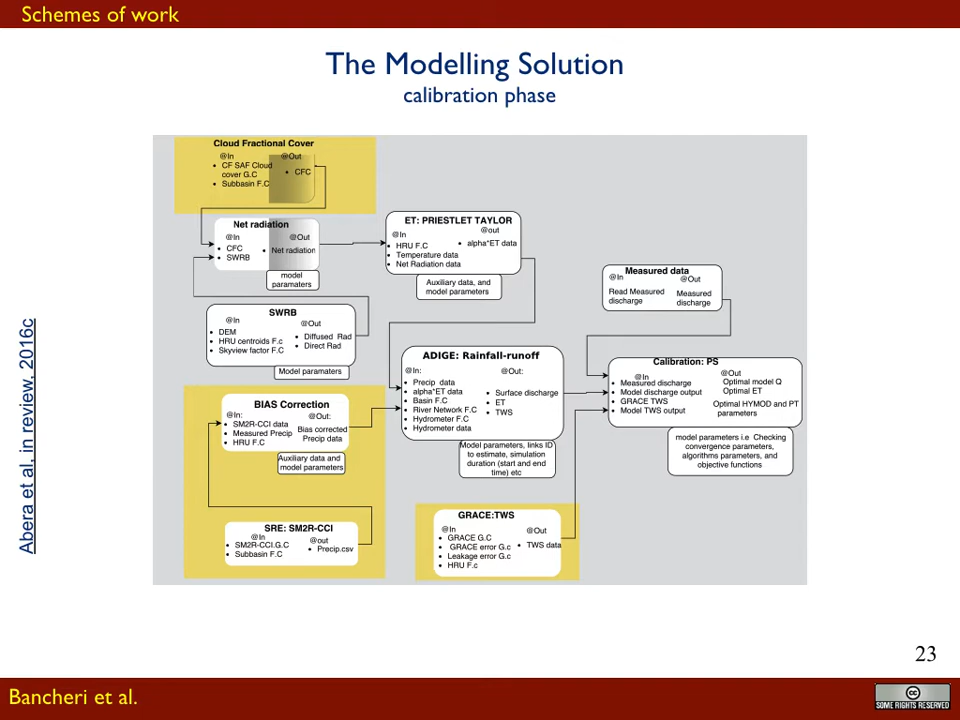 Schemes of work
The Modelling Solution
calibration phase
Abera et al, in review, 2016c
Cloud Fractional Cover
@In
• CF SAF Cloud
cover G.C
• Subbasin F.C
@Out
• CFC
Net radiation
@In
• CFC
• SWRB
@Out
• Net radiation
model
paramaters
ET: PRIESTLET TAYLOR
@In
• HRU F.C
• Temperature data
• Net Radiation data
@out
• alpha*ET data
Auxiliary data, and
model parameters
Measured data
@In
Read Measured
discharge
@Out
Measured
discharge
SWRB
@In
• DEM
• HRU centroids F.c
• Skyview factor F.C
@Out
• Diffused Rad
• Direct Rad
Model paramaters
ADIGE: Rainfall-runoff
@In:
• Precip data
• alpha*ET data
• Basin F.C
• River Network F.C
• Hydrometer F.C
• Hydrometer data
@Out:
• Surface discharge
• ET
• TWS
Model parameters, links ID
to estimate, simulation
duration (start and end
time) etc
Calibration: PS
@In
• Measured discharge
• Model discharge output
• GRACE TWS
• Model TWS output
@Out
Optimal model Q
Optimal ET
Optimal HYMOD and PT
parameters
model parameters i.e Checking
convergence parameters,
algorithms parameters, and
objective functions
BIAS Correction
@In:
• SM2R-CCI data
• Measured Precip
• HRU F.C
@Out:
Bias corrected
Precip data
Auxiliary data and
model parameters
SRE: SM2R-CCI
@In
• SM2R-CCI.G.C
• Subbasin F.C
@out
• Precip.csv
GRACE:TWS
@In
• GRACE G.C
• GRACE error G.c
• Leakage error G.c
• HRU F.c
@Out
• TWS data
23
Bancheri et al.
cc
SOME RIGHTS RESERVED